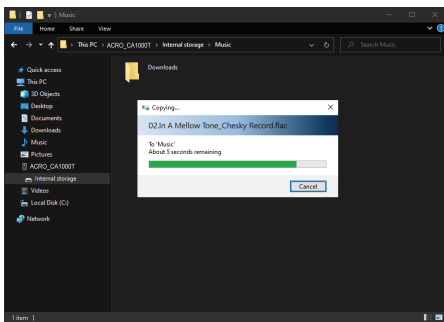 Music
File Home Share View
This PC > ACRO_CA1000T > Internal storage > Music
Search Music
Quick access
This PC
3D Objects
Desktop
Documents
Downloads
Music
Pictures
ACRO_CA1000T
Internal storage
Videos
Local Disk (C:)
Network
Downloads
Copying...
02.In A Mellow Tone_Chesky Record.flac
To 'Music'
About 5 seconds remaining
Cancel
1 item